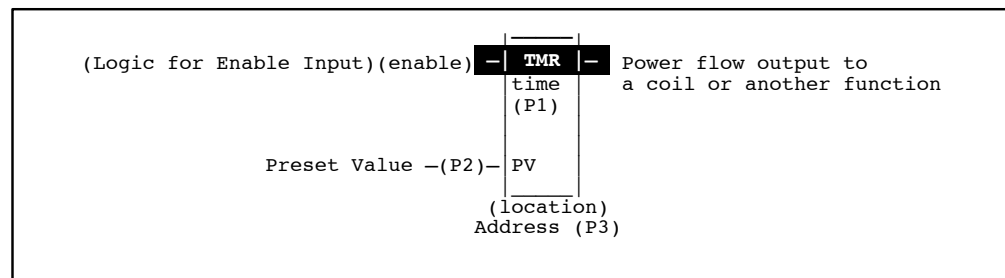 (Logic for Enable Input)(enable) –| TMR |– Power flow output to
time a coil or another function
(P1)
Preset Value –(P2)–|PV
(location)
Address (P3)